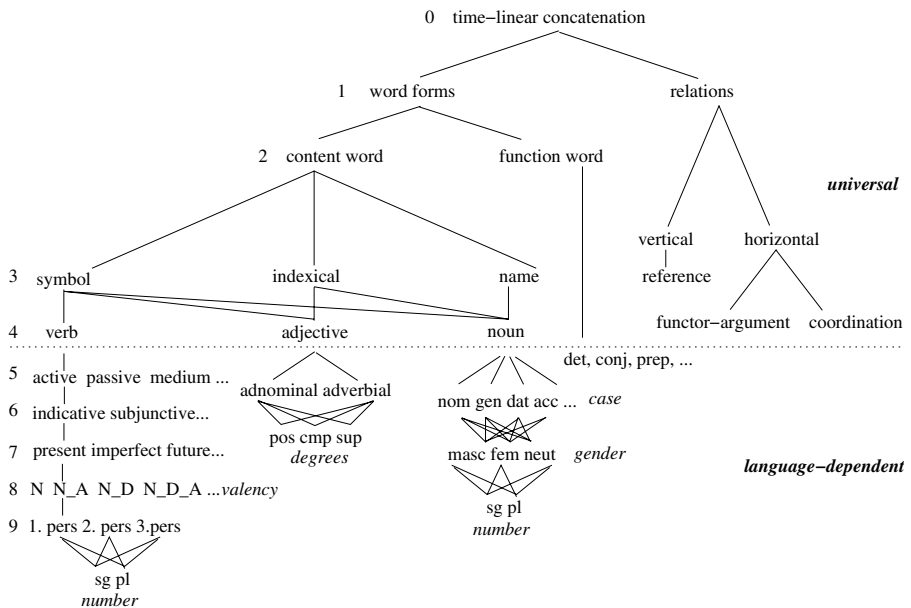 0 time−linear concatenation
1 word forms relations
2 content word function word
universal
vertical horizontal
3 symbol indexical name reference
4 verb adjective noun functor−argument coordination
det, conj, prep, ...
5 active passive medium ... adnominal adverbial
nom gen dat acc ... case
6 indicative subjunctive...
pos cmp sup
7 present imperfect future... degrees masc fem neut gender
language−dependent
8 N N_A N_D N_D_A ...valency
sg pl
number
9 1. pers 2. pers 3.pers
sg pl
number